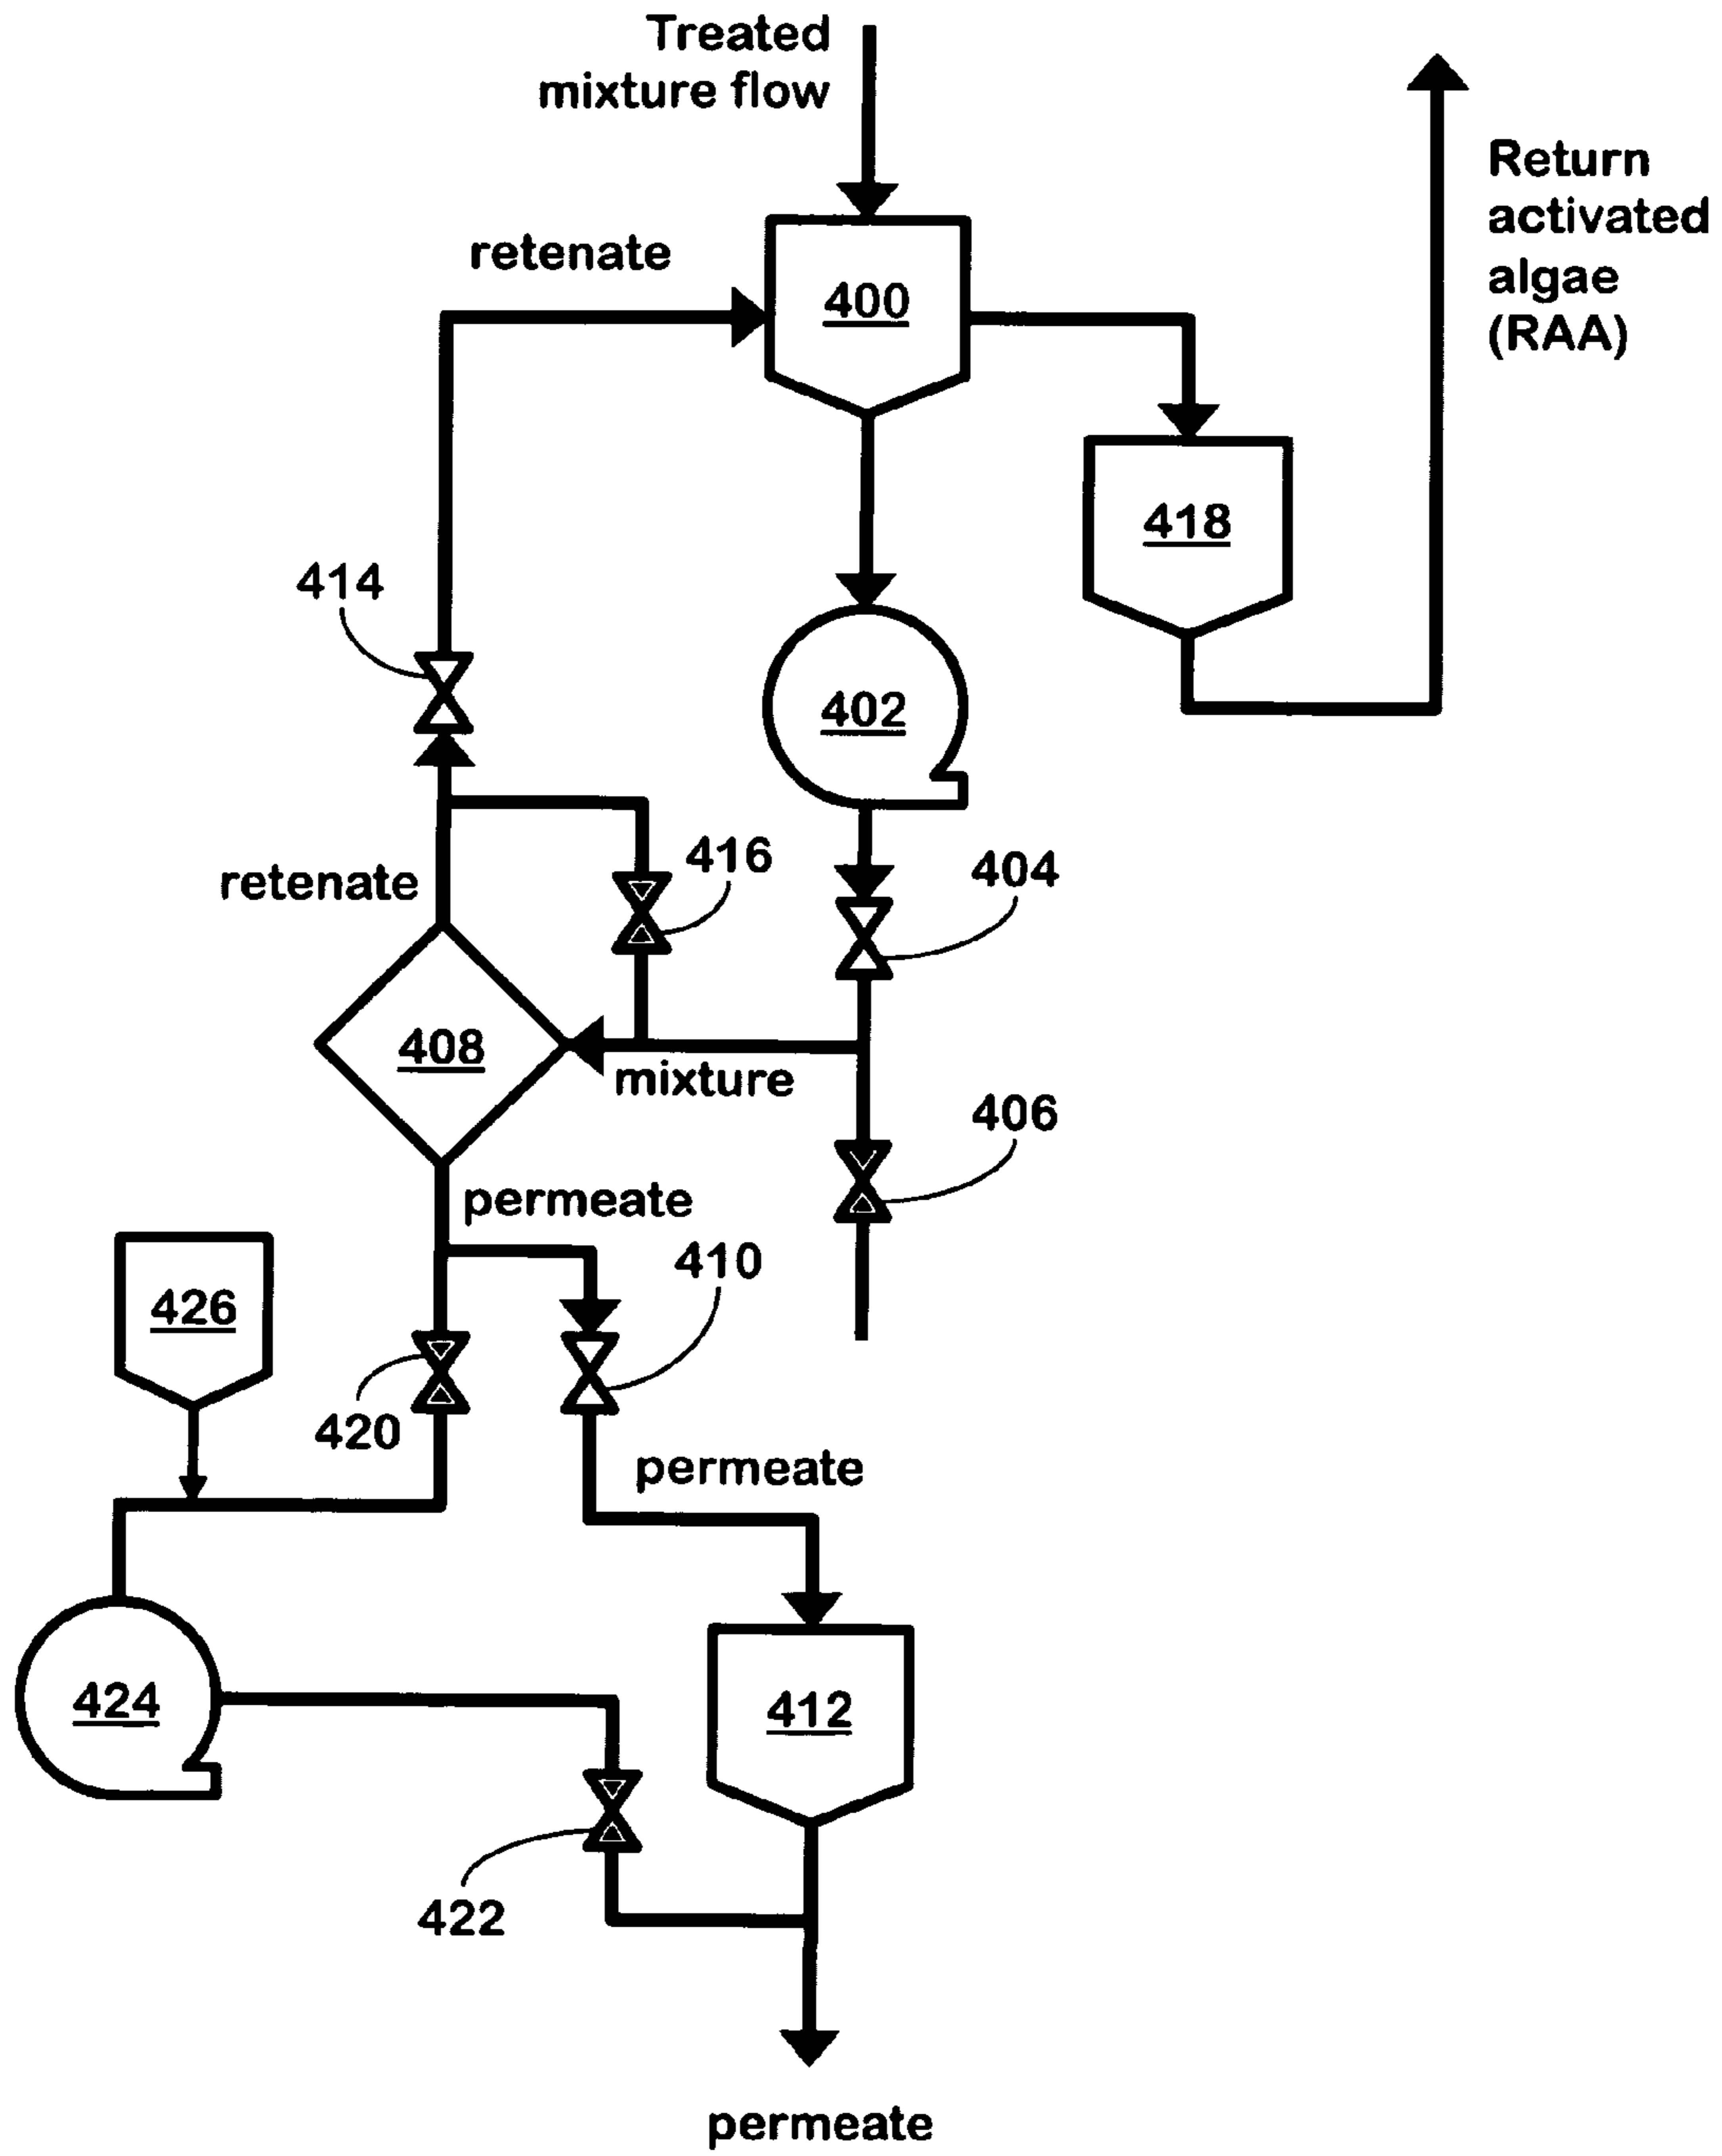 Treated
mixture flow
Return
activated
algae
(RAA)
retenate
400
418
414
402
416
404
retenate
408
mixture
406
permeate
410
426
420
permeate
424
412
422
permeate